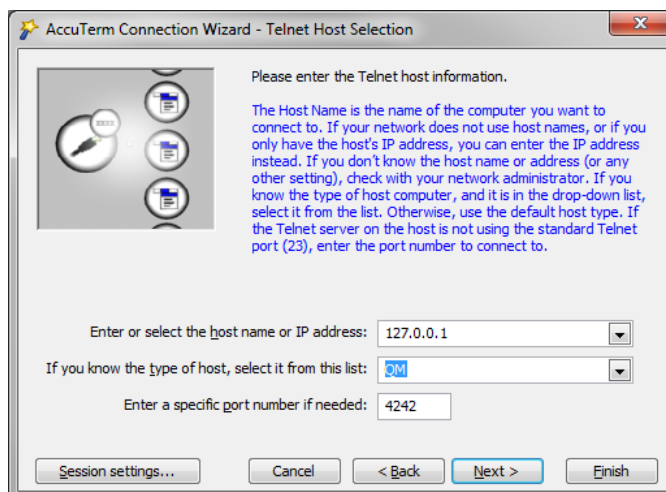 AccuTerm Connection Wizard - Telnet Host Selection
Please enter the Telnet host information.
The Host Name is the name of the computer you want to
connect to. If your network does not use host names, or if you
only have the host's IP address, you can enter the IP address
instead. If you don't know the host name or address (or any
other setting), check with your network administrator. If you
know the type of host computer, and it is in the drop-down list,
select it from the list. Otherwise, use the default host type. If
the Telnet server on the host is not using the standard Telnet
port (23), enter the port number to connect to.
Enter or select the host name or IP address: 127.0.0.1
If you know the type of host, select it from this list: QM
Enter a specific port number if needed: 4242
Session settings... Cancel < Back Next > Finish